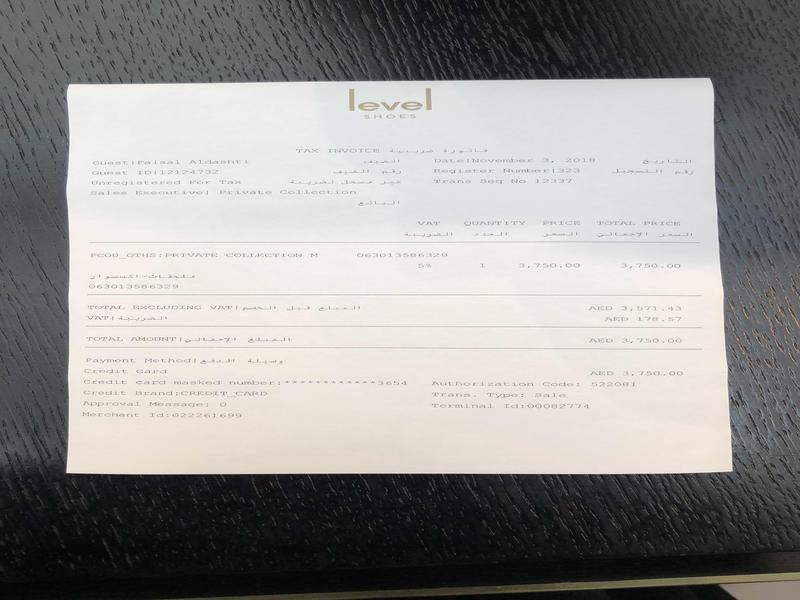 level
SHOES
TAX INVOICE فاتورة ضريبية
Guest|Faisal Aldashti الضيف Date|November 3, 2018 التاريخ
Guest ID|12124732 رقم الضيف Register Number|323 رقم التسجيل
Unregistered For Tax غير مسجل لضريبة Trans Seq No 12337
Sales Executive| Private Collection
البائع
VAT QUANTITY PRICE TOTAL PRICE
الضريبة العدد السعر السعر الإجمالي
PCOU_OTHS:PRIVATE COLLECTION M 063013586329
5% 1 3,750.00 3,750.00
ملحقات-اكسسوار
063013586329
TOTAL EXCLUDING VAT|المبلغ قبل الخصم AED 3,571.43
VAT|الضريبة AED 178.57
TOTAL AMOUNT|المبلغ الإجمالي AED 3,750.00
Payment Method|وسيلة الدفع
Credit Card AED 3,750.00
Credit card masked number:************3654 Authorization Code: 522081
Credit Brand:CREDIT_CARD Trans. Type: Sale
Approval Message: 0 Terminal Id:00082774
Merchant Id:022261699